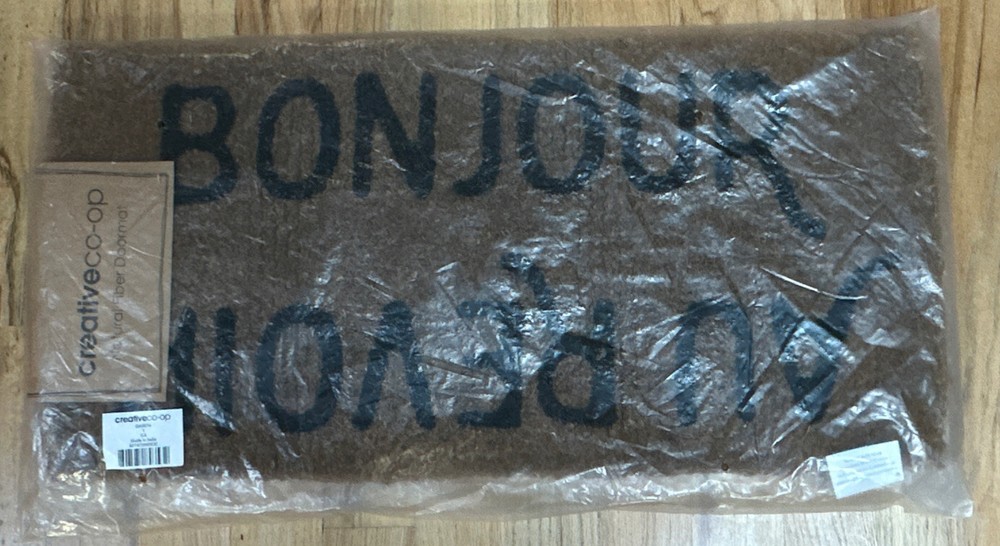 BONJOUR
AU REVOIR
creativeco-op
Natural Fiber Doormat
creativeco-op
Made in India